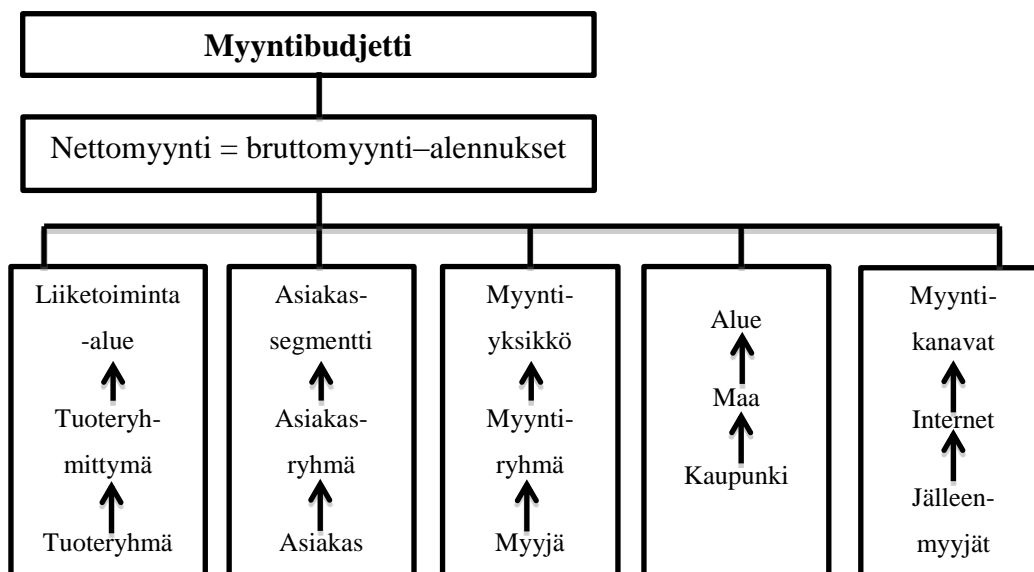 Myyntibudjetti
Nettomyynti = bruttomyynti–alennukset
Liiketoiminta
-alue
Tuoteryh-
mittymä
Tuoteryhmä
Asiakas-
segmentti
Asiakas-
ryhmä
Asiakas
Myynti-
yksikkö
Myynti-
ryhmä
Myyjä
Alue
Maa
Kaupunki
Myynti-
kanavat
Internet
Jälleen-
myyjät